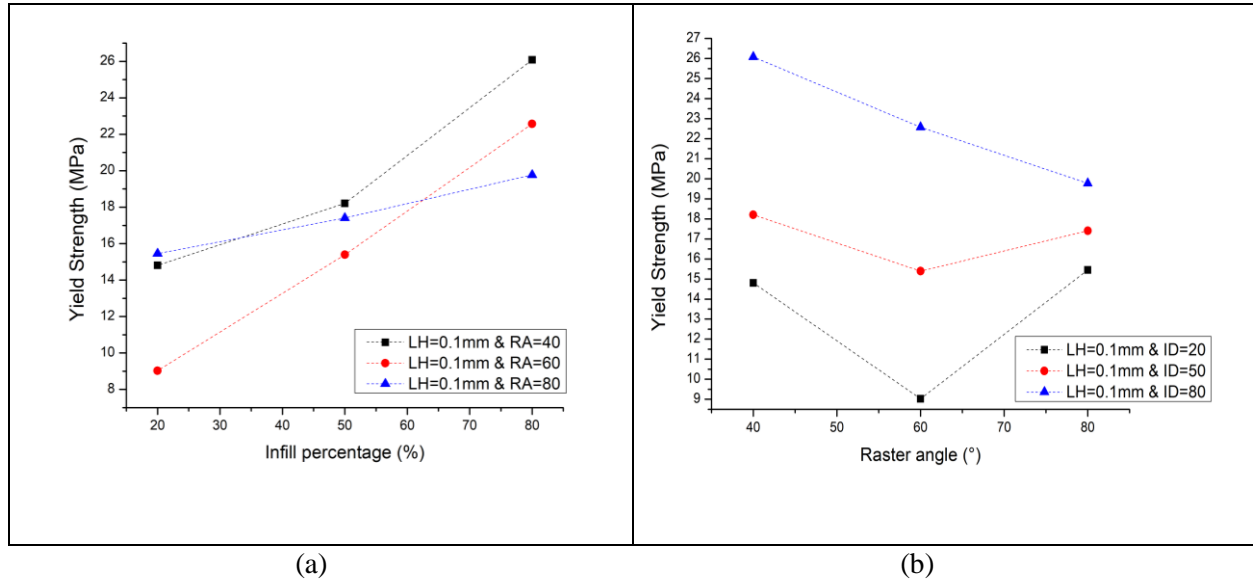 26
24
22
20
18
16
14
12
10
8
Yield Strength (MPa)
LH=0.1mm & RA=40
LH=0.1mm & RA=60
LH=0.1mm & RA=80
20 30 40 50 60 70 80
Infill percentage (%)
27
26
25
24
23
22
21
20
19
18
17
16
15
14
13
12
11
10
9
Yield Strength (MPa)
LH=0.1mm & ID=20
LH=0.1mm & ID=50
LH=0.1mm & ID=80
40 50 60 70 80
Raster angle (°)
(a)
(b)